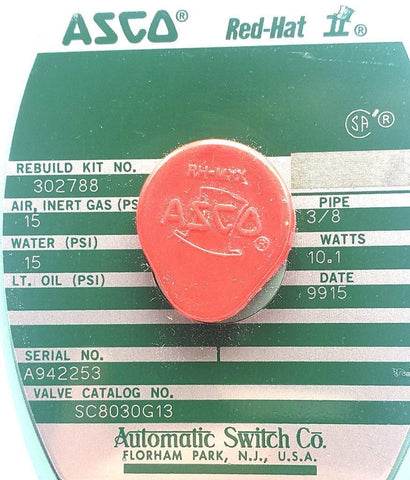 ASCO® Red-Hat II®
SA ®
REBUILD KIT NO.
302788
RH-MXX
ASCO®
AIR, INERT GAS (PS PIPE
15 3/8
WATER (PSI) WATTS
15 10.1
LT. OIL (PSI) DATE
9915
SERIAL NO.
A942253
VALVE CATALOG NO.
SC8030G13
Automatic Switch Co.
FLORHAM PARK, N.J., U.S.A.